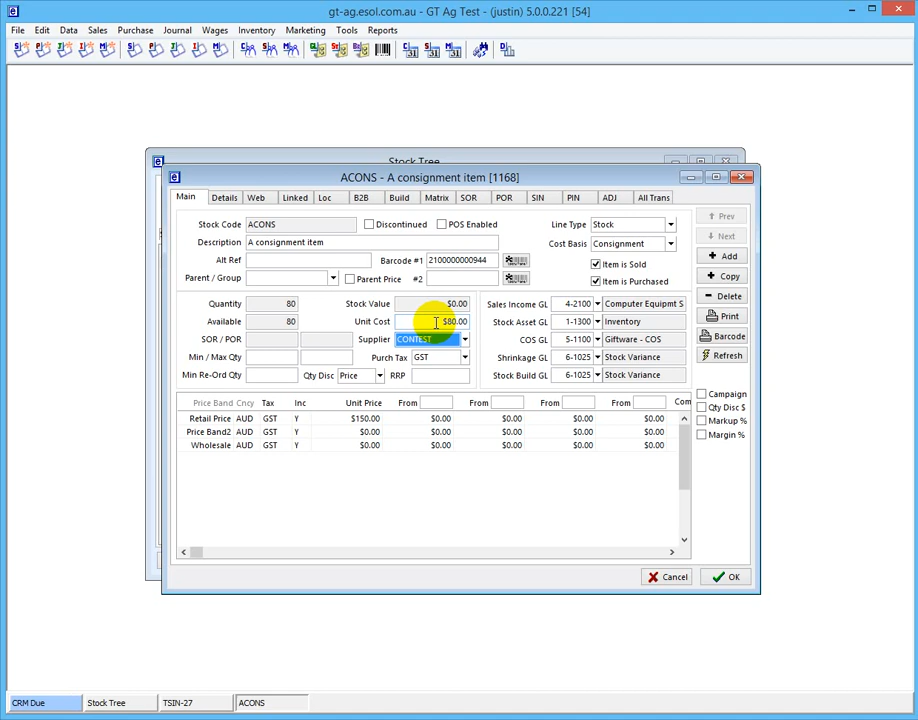 gt-ag.esol.com.au - GT Ag Test - (justin) 5.0.0.221 [54]
File Edit Data Sales Purchase Journal Wages Inventory Marketing Tools Reports
Stock Tree
ACONS - A consignment item [1168]
Main Details Web Linked Loc B2B Build Matrix SOR POR SIN PIN ADJ All Trans
Stock Code ACONS Discontinued POS Enabled Line Type Stock
Description A consignment item Cost Basis Consignment
Alt Ref Barcode #1 2100000000944 Item is Sold
Parent / Group Parent Price #2 Item is Purchased
Prev
Next
Add
Copy
Delete
Print
Barcode
Refresh
Quantity 80 Stock Value $0.00 Sales Income GL 4-2100 Computer Equipmt S
Available 80 Unit Cost $80.00 Stock Asset GL 1-1300 Inventory
SOR / POR Supplier CONTEST COS GL 5-1100 Giftware - COS
Min / Max Qty Purch Tax GST Shrinkage GL 6-1025 Stock Variance
Min Re-Ord Qty Qty Disc Price RRP Stock Build GL 6-1025 Stock Variance
Price Band Cncy Tax Inc Unit Price From From From From Com
Retail Price AUD GST Y $150.00 $0.00 $0.00 $0.00 $0.00
Price Band2 AUD GST Y $0.00 $0.00 $0.00 $0.00 $0.00
Wholesale AUD GST Y $0.00 $0.00 $0.00 $0.00 $0.00
Campaign
Qty Disc $
Markup %
Margin %
Cancel OK
CRM Due Stock Tree TSIN-27 ACONS